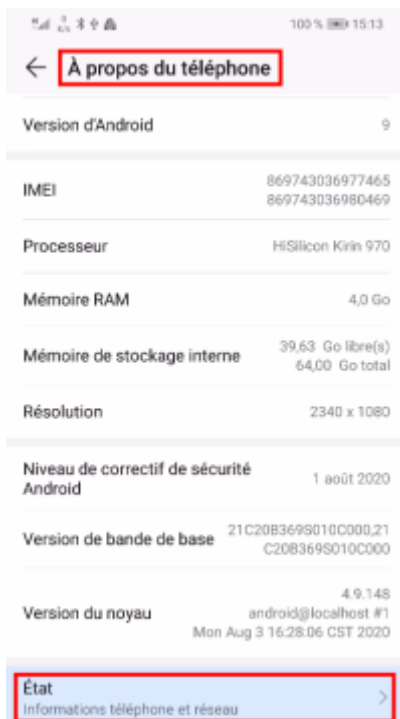 100 % 15:13
À propos du téléphone
Version d'Android 9
IMEI 869743036977465
869743036980469
Processeur HiSilicon Kirin 970
Mémoire RAM 4,0 Go
Mémoire de stockage interne 39,63 Go libre(s)
64,00 Go total
Résolution 2340 x 1080
Niveau de correctif de sécurité
Android 1 août 2020
Version de bande de base 21C20B369S010C000,21
C20B369S010C000
Version du noyau 4.9.148
android@localhost #1
Mon Aug 3 16:28:06 CST 2020
État
Informations téléphone et réseau